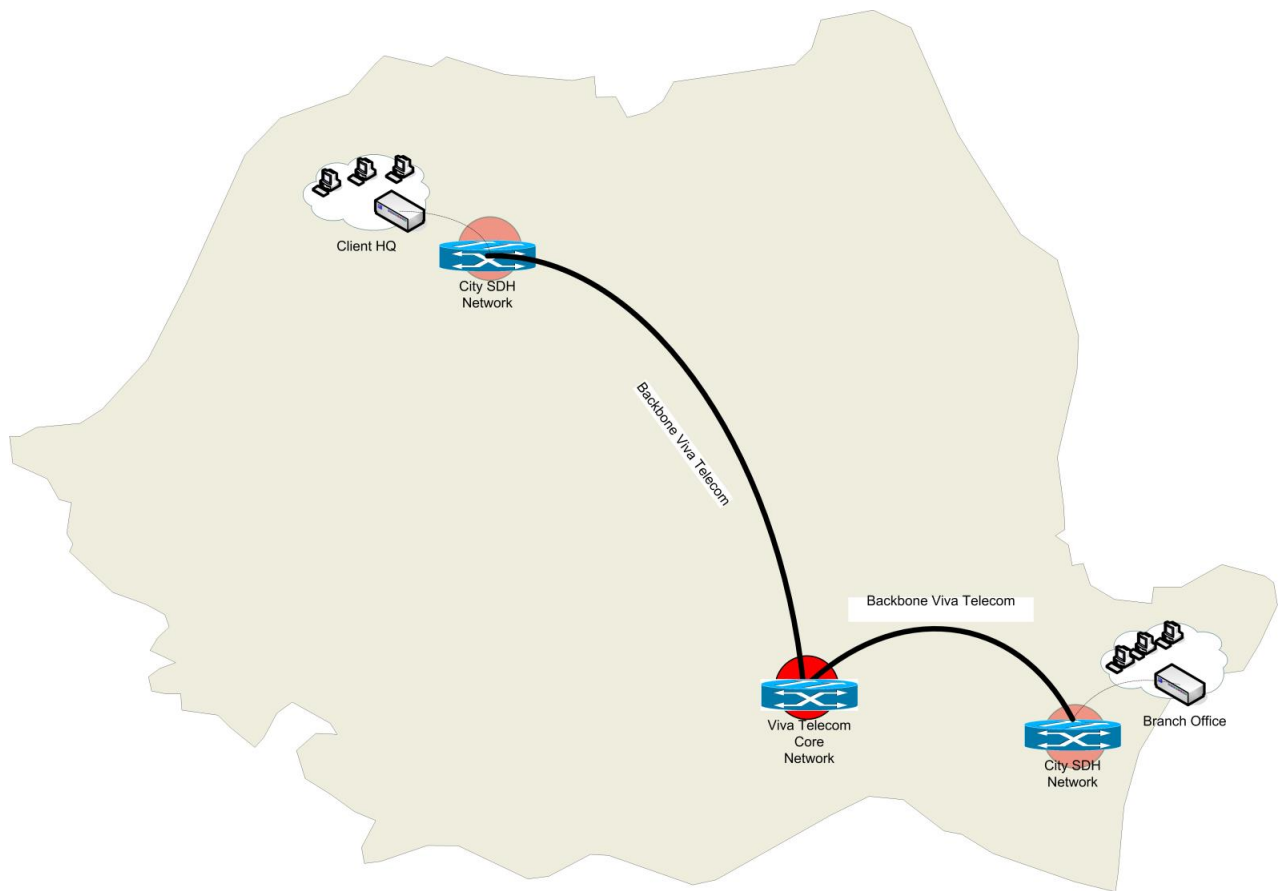 Client HQ
City SDH
Network
Backbone Viva Telecom
Backbone Viva Telecom
Viva Telecom
Core
Network
Branch Office
City SDH
Network